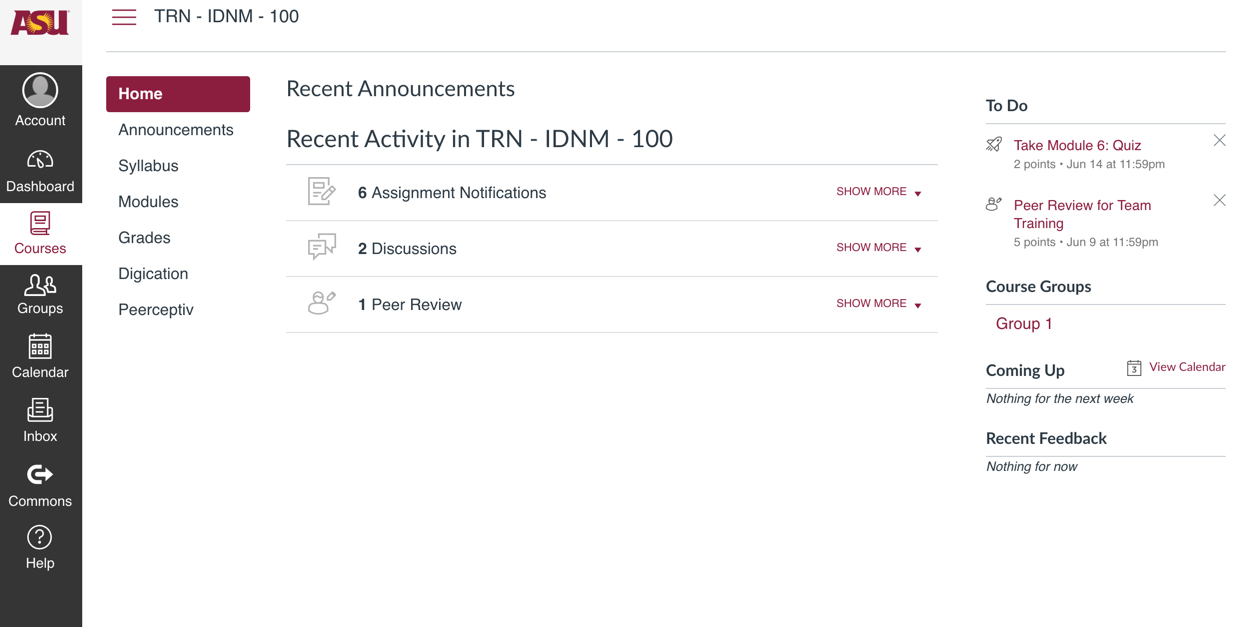 ASU
TRN - IDNM - 100
Account
Dashboard
Courses
Groups
Calendar
Inbox
Commons
Help
Home
Announcements
Syllabus
Modules
Grades
Digication
Peerceptiv
Recent Announcements
Recent Activity in TRN - IDNM - 100
6 Assignment Notifications SHOW MORE
2 Discussions SHOW MORE
1 Peer Review SHOW MORE
To Do
Take Module 6: Quiz
2 points • Jun 14 at 11:59pm
Peer Review for Team
Training
5 points • Jun 9 at 11:59pm
Course Groups
Group 1
Coming Up 3 View Calendar
Nothing for the next week
Recent Feedback
Nothing for now